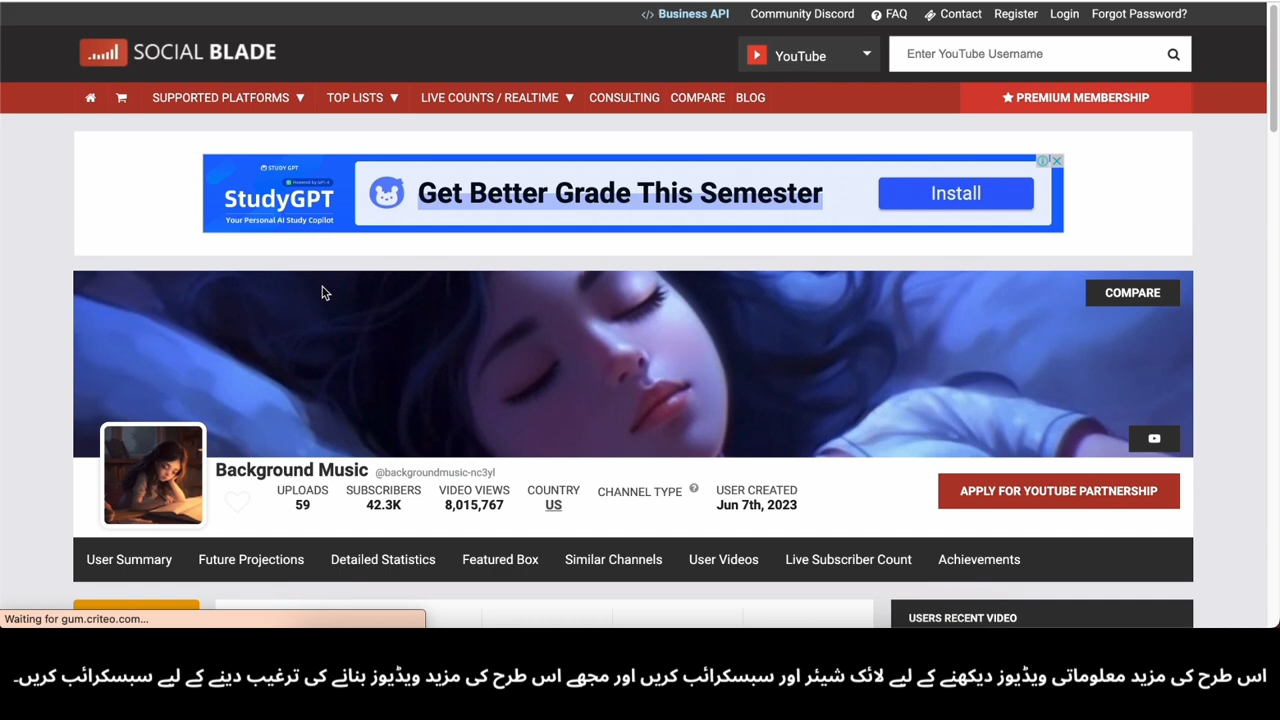 Business API Community Discord FAQ Contact Register Login Forgot Password?
SOCIAL BLADE
YouTube
Enter YouTube Username
SUPPORTED PLATFORMS ▼ TOP LISTS ▼ LIVE COUNTS / REALTIME ▼ CONSULTING COMPARE BLOG
PREMIUM MEMBERSHIP
STUDY GPT
Powered by GPT-4
StudyGPT
Your Personal AI Study Copilot
Get Better Grade This Semester
Install
COMPARE
Background Music @backgroundmusic-nc3yl
UPLOADS SUBSCRIBERS VIDEO VIEWS COUNTRY CHANNEL TYPE USER CREATED
59 42.3K 8,015,767 US Jun 7th, 2023
APPLY FOR YOUTUBE PARTNERSHIP
User Summary Future Projections Detailed Statistics Featured Box Similar Channels User Videos Live Subscriber Count Achievements
Waiting for gum.criteo.com...
USERS RECENT VIDEO
اس طرح کی مزید معلوماتی ویڈیوز دیکھنے کے لیے لائک شیئر اور سبسکرائب کریں اور مجھے اس طرح کی مزید ویڈیوز بنانے کی ترغیب دینے کے لیے سبسکرائب کریں۔